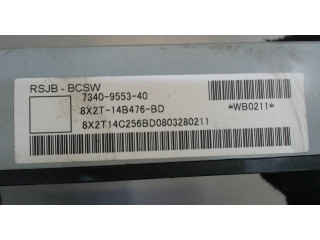 RSJB - BCSW
7340-9553-40
8X2T-14B476-BD
*WB0211*
8X2T14C256BD0803280211